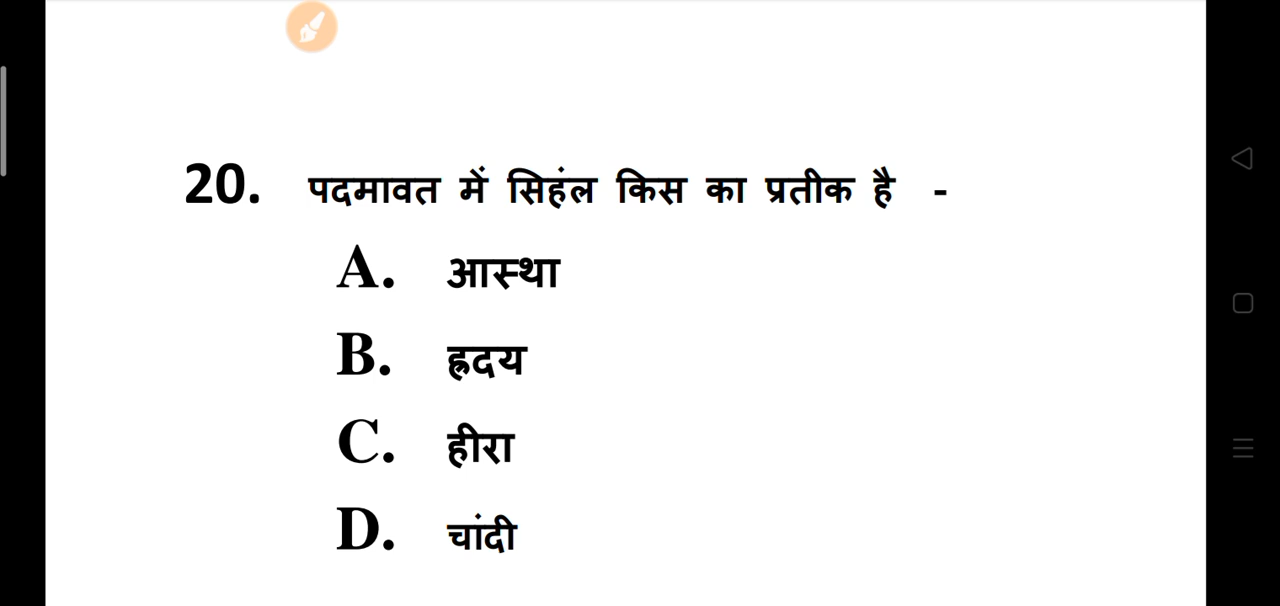 20. पदमावत में सिहंल किस का प्रतीक है -
A. आस्था
B. ह्रदय
C. हीरा
D. चांदी